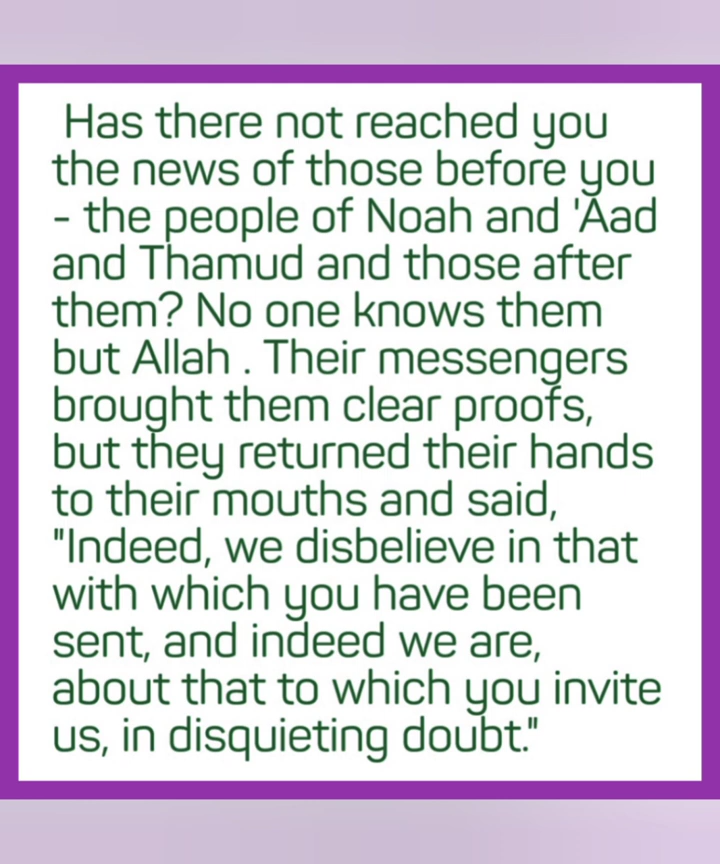 Has there not reached you
the news of those before you
- the people of Noah and 'Aad
and Thamud and those after
them? No one knows them
but Allah . Their messengers
brought them clear proofs,
but they returned their hands
to their mouths and said,
"Indeed, we disbelieve in that
with which you have been
sent, and indeed we are,
about that to which you invite
us, in disquieting doubt."